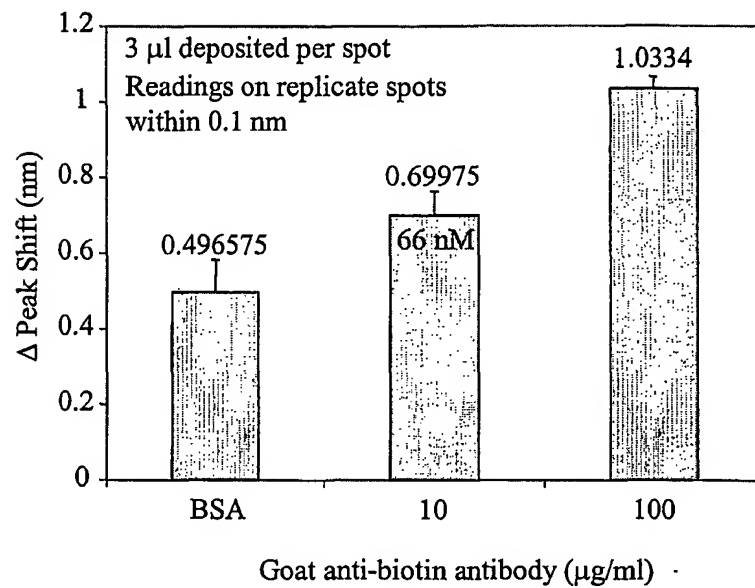 1.2
1
0.8
0.6
0.4
0.2
0
Δ Peak Shift (nm)
3 μl deposited per spot
Readings on replicate spots
within 0.1 nm
0.496575
0.69975
66 nM
1.0334
BSA
10
100
Goat anti-biotin antibody (μg/ml)